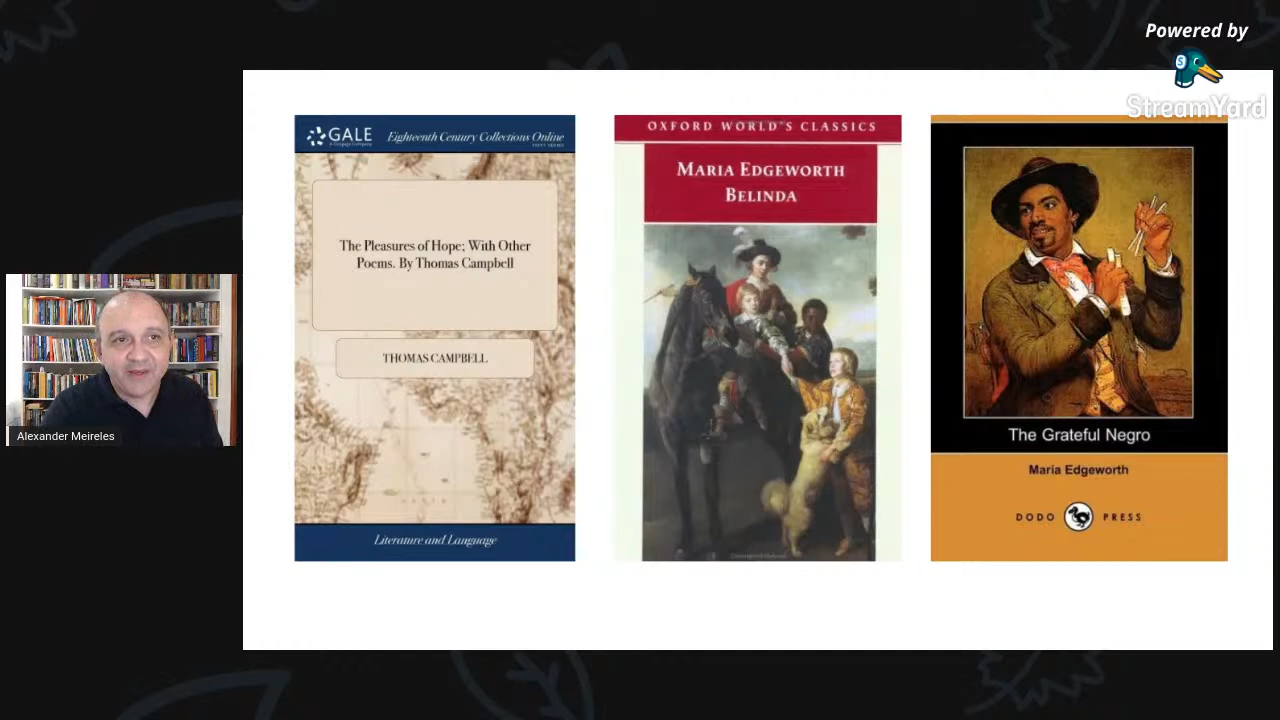 Powered by
StreamYard
GALE
A Cengage Company
Eighteenth Century Collections Online
The Pleasures of Hope; With Other
Poems. By Thomas Campbell
THOMAS CAMPBELL
Literature and Language
OXFORD WORLD'S CLASSICS
MARIA EDGEWORTH
BELINDA
The Grateful Negro
Maria Edgeworth
DODO PRESS
Alexander Meireles